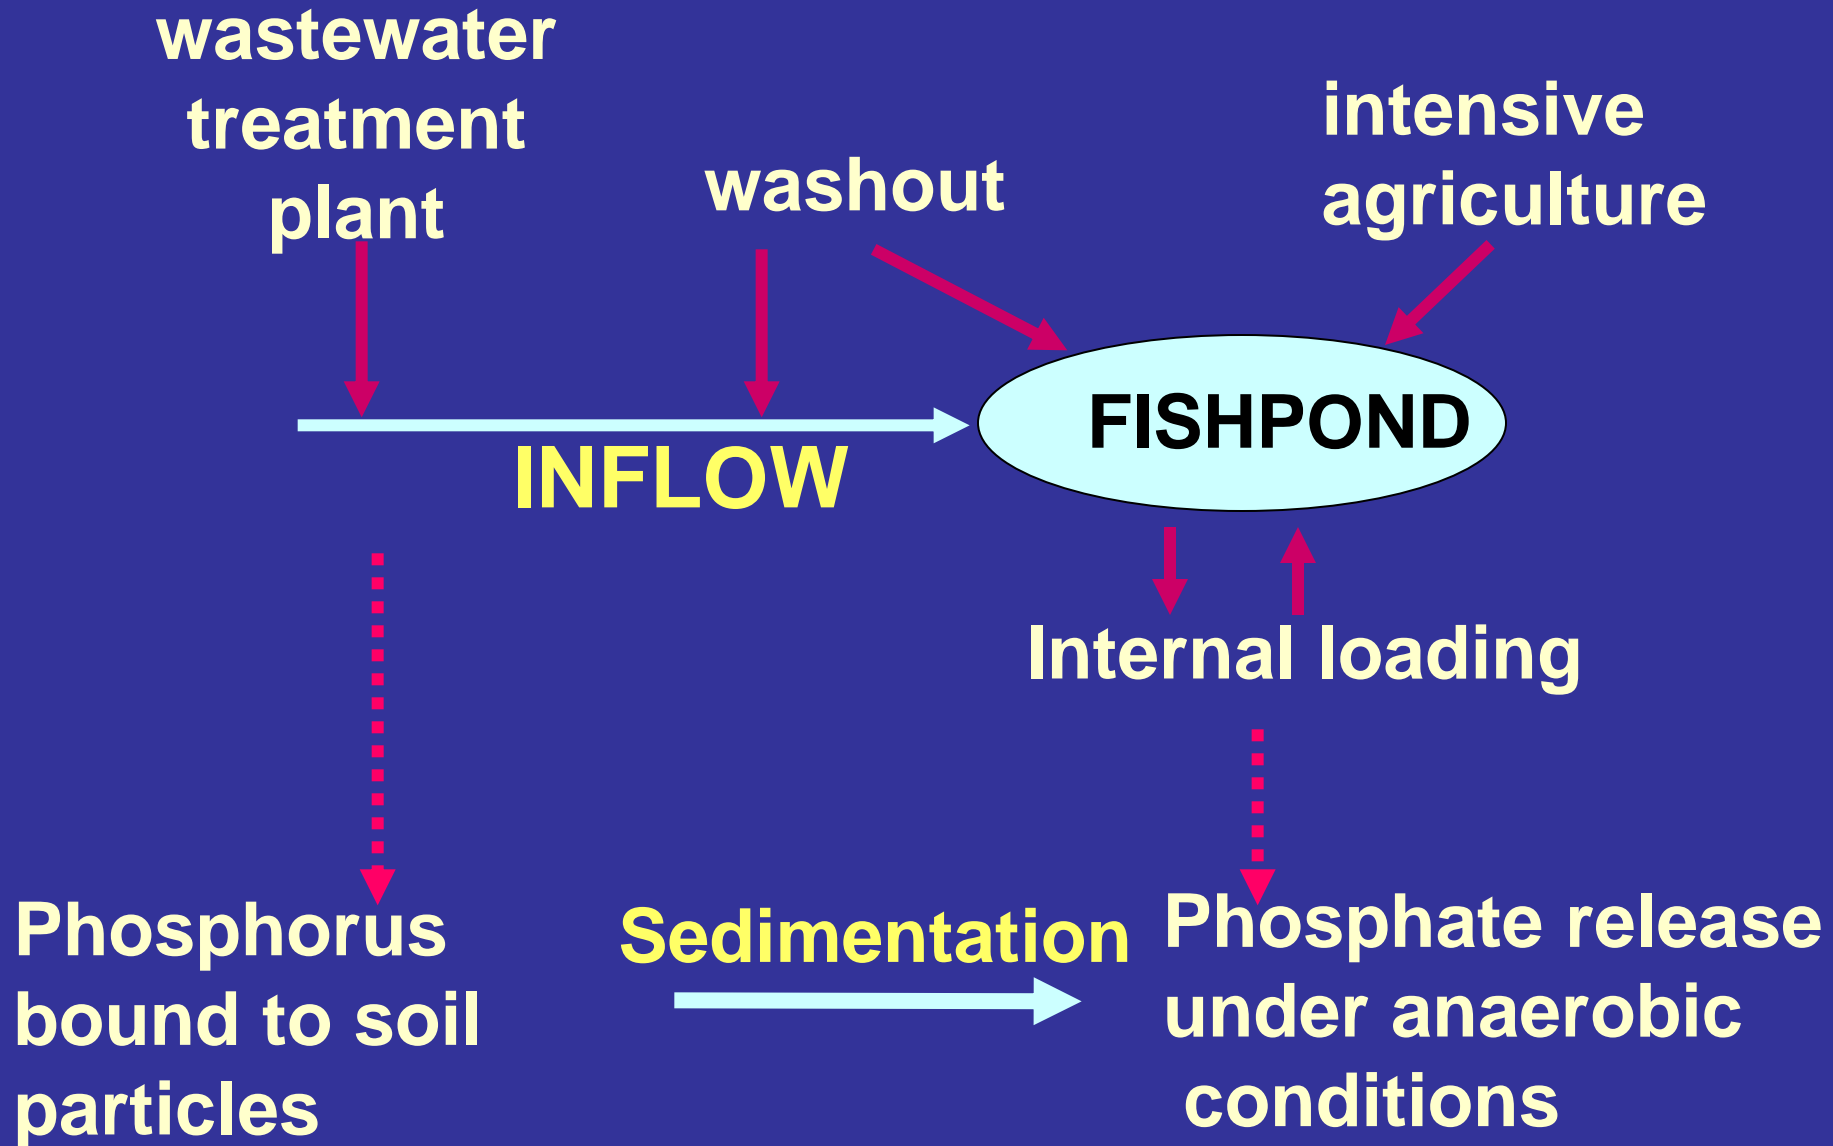 wastewater
treatment
plant
washout
intensive
agriculture
FISHPOND
INFLOW
Internal loading
Phosphorus
bound to soil
particles
Sedimentation
Phosphate release
under anaerobic
conditions